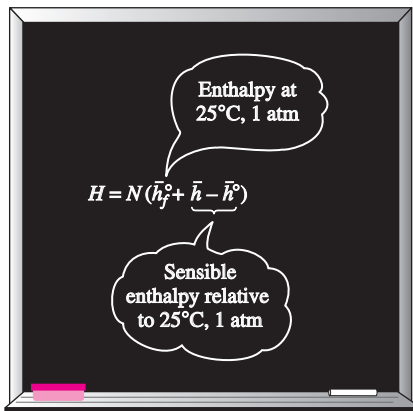 Enthalpy at
25°C, 1 atm
H = N(h̄f° + h̄ – h̄°)
Sensible
enthalpy relative
to 25°C, 1 atm